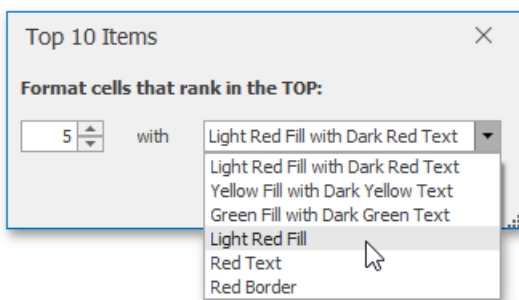 Top 10 Items
Format cells that rank in the TOP:
5 with Light Red Fill with Dark Red Text
Light Red Fill with Dark Red Text
Yellow Fill with Dark Yellow Text
Green Fill with Dark Green Text
Light Red Fill
Red Text
Red Border